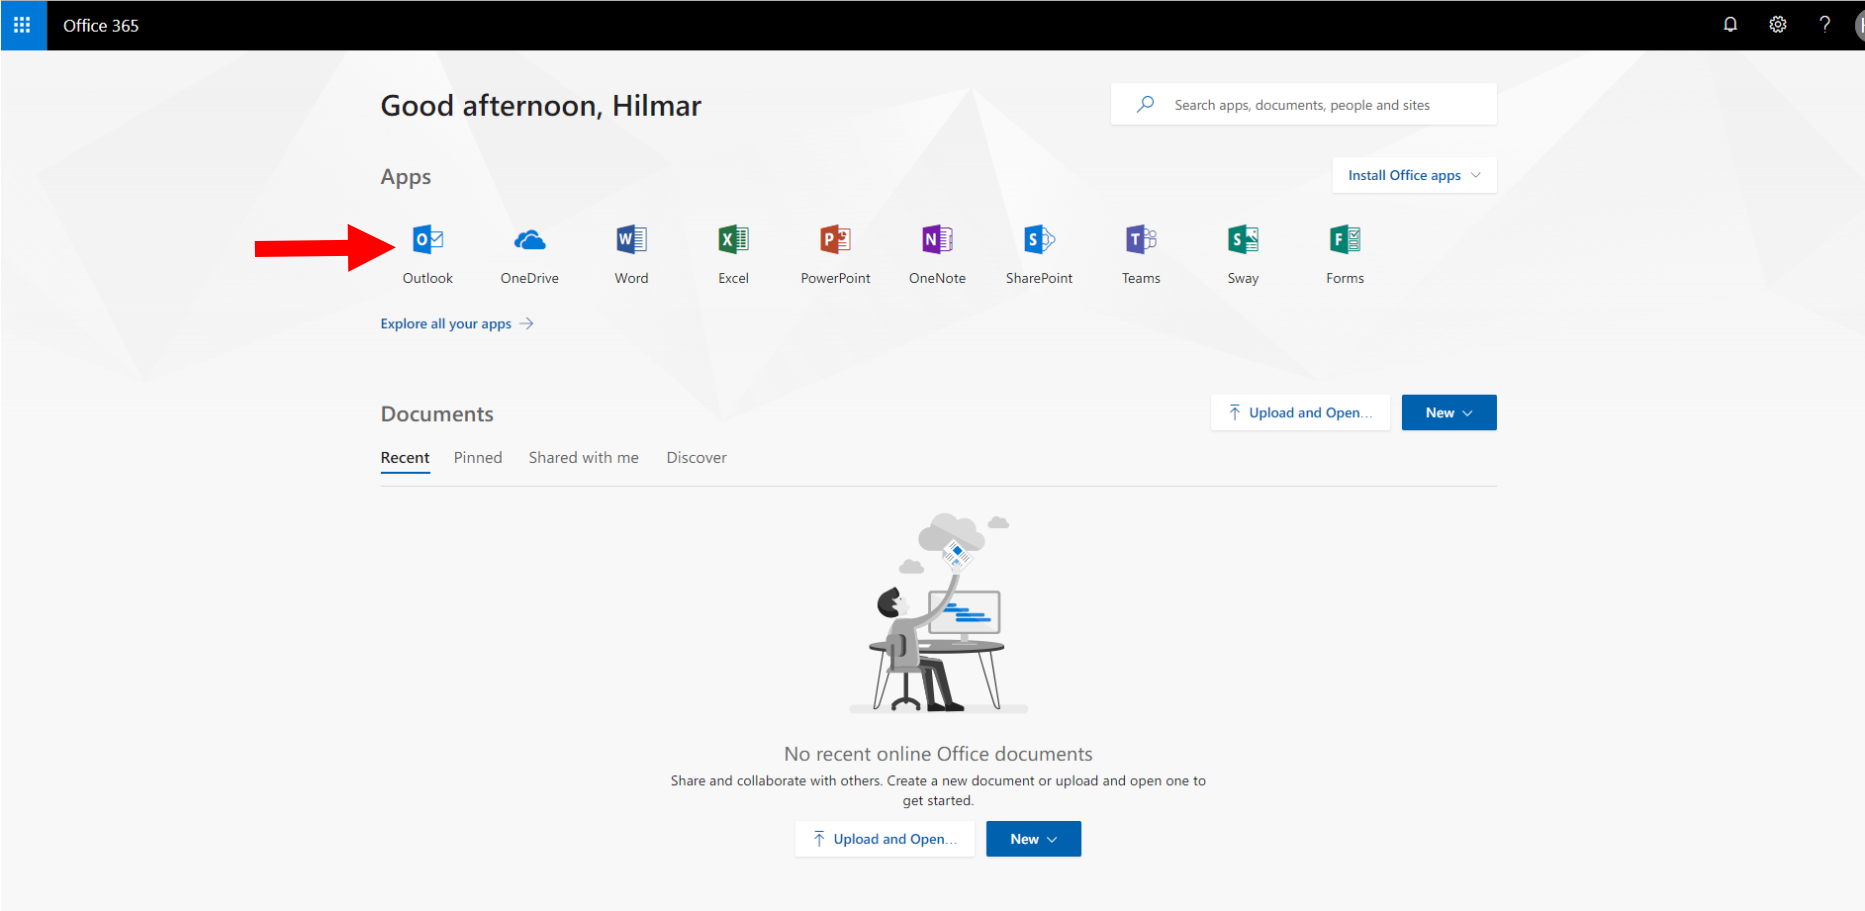 Office 365
?
Good afternoon, Hilmar
Search apps, documents, people and sites
Apps
Install Office apps
Outlook
OneDrive
Word
Excel
PowerPoint
OneNote
SharePoint
Teams
Sway
Forms
Explore all your apps
Documents
Upload and Open...
New
Recent
Pinned
Shared with me
Discover
No recent online Office documents
Share and collaborate with others. Create a new document or upload and open one to
get started.
Upload and Open...
New